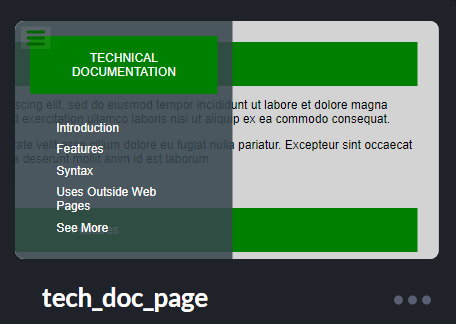 TECHNICAL
DOCUMENTATION
scing elit, sed do eiusmod tempor incididunt ut labore et dolore magna
exercitation ullamco laboris nisi ut aliquip ex ea commodo consequat.
Introduction
Features
cate velit esse cillum dolore eu fugiat nulla pariatur. Excepteur sint occaecat
deserunt mollit anim id est laborum
Syntax
Uses Outside Web
Pages
See More
tech_doc_page